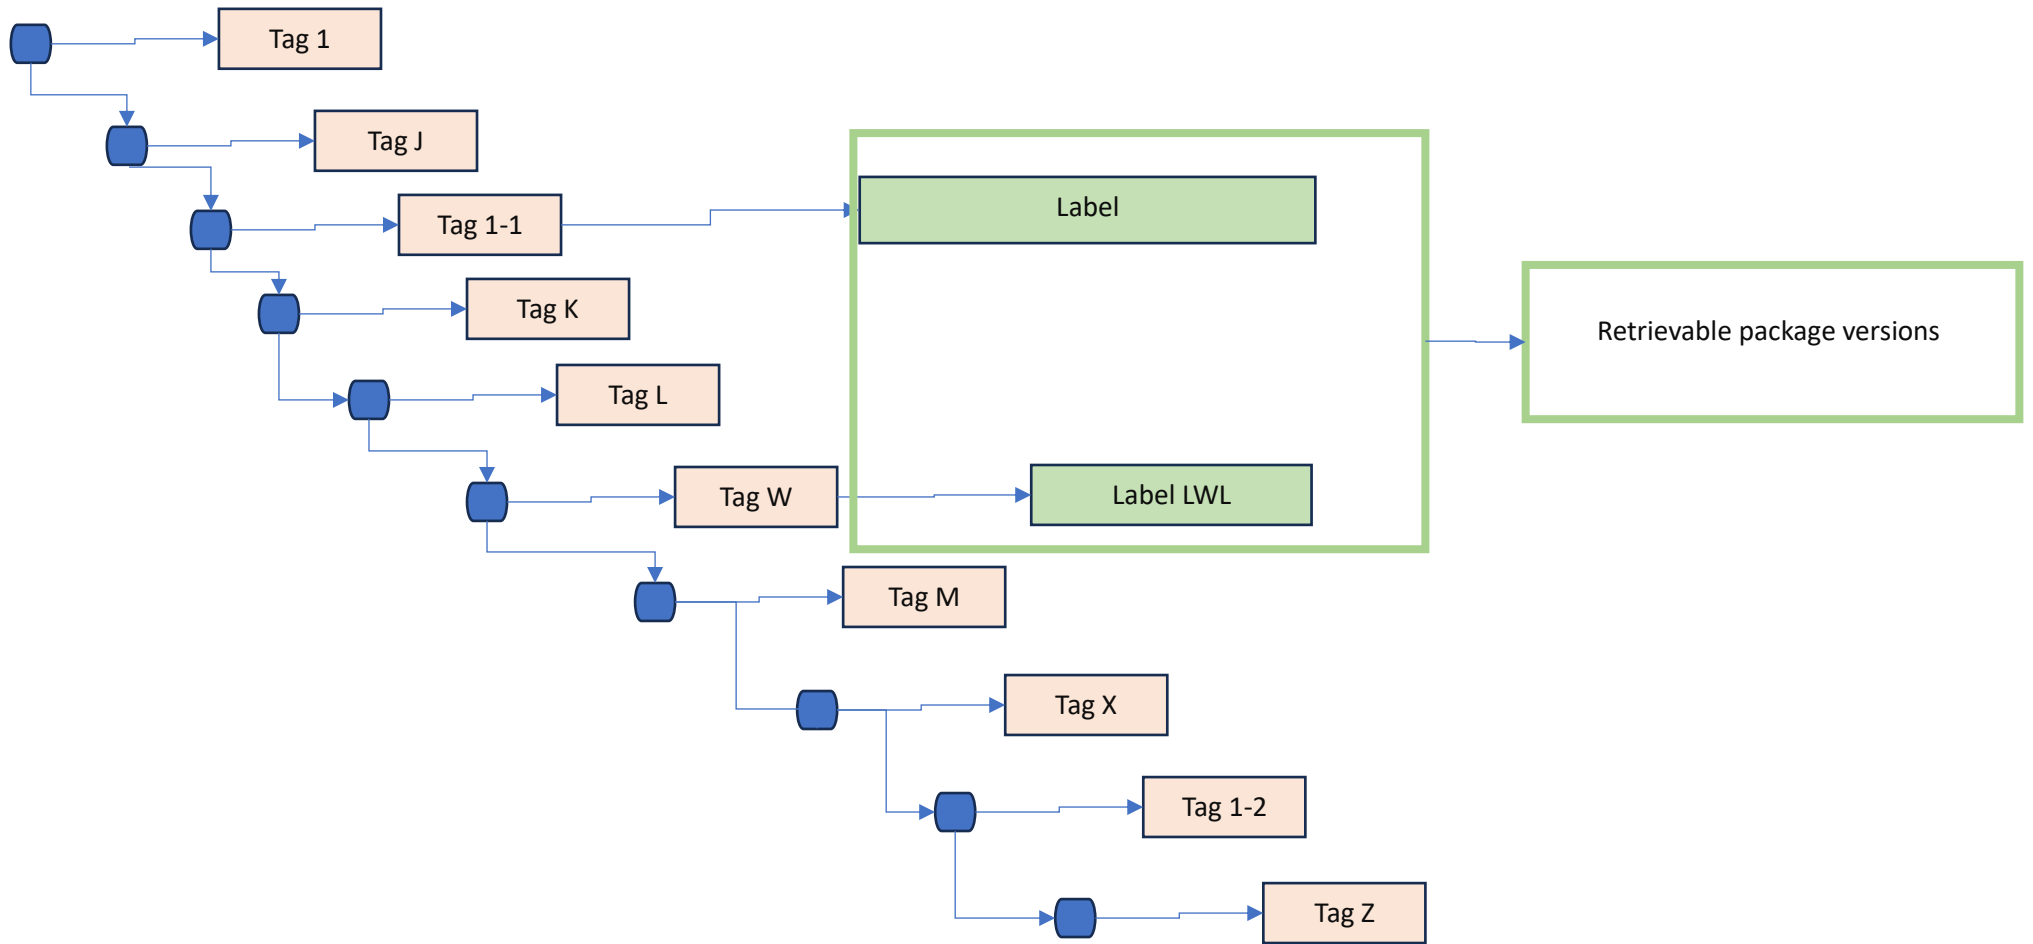 Tag 1
Tag J
Tag 1-1
Label
Tag K
Retrievable package versions
Tag L
Tag W
Label LWL
Tag M
Tag X
Tag 1-2
Tag Z